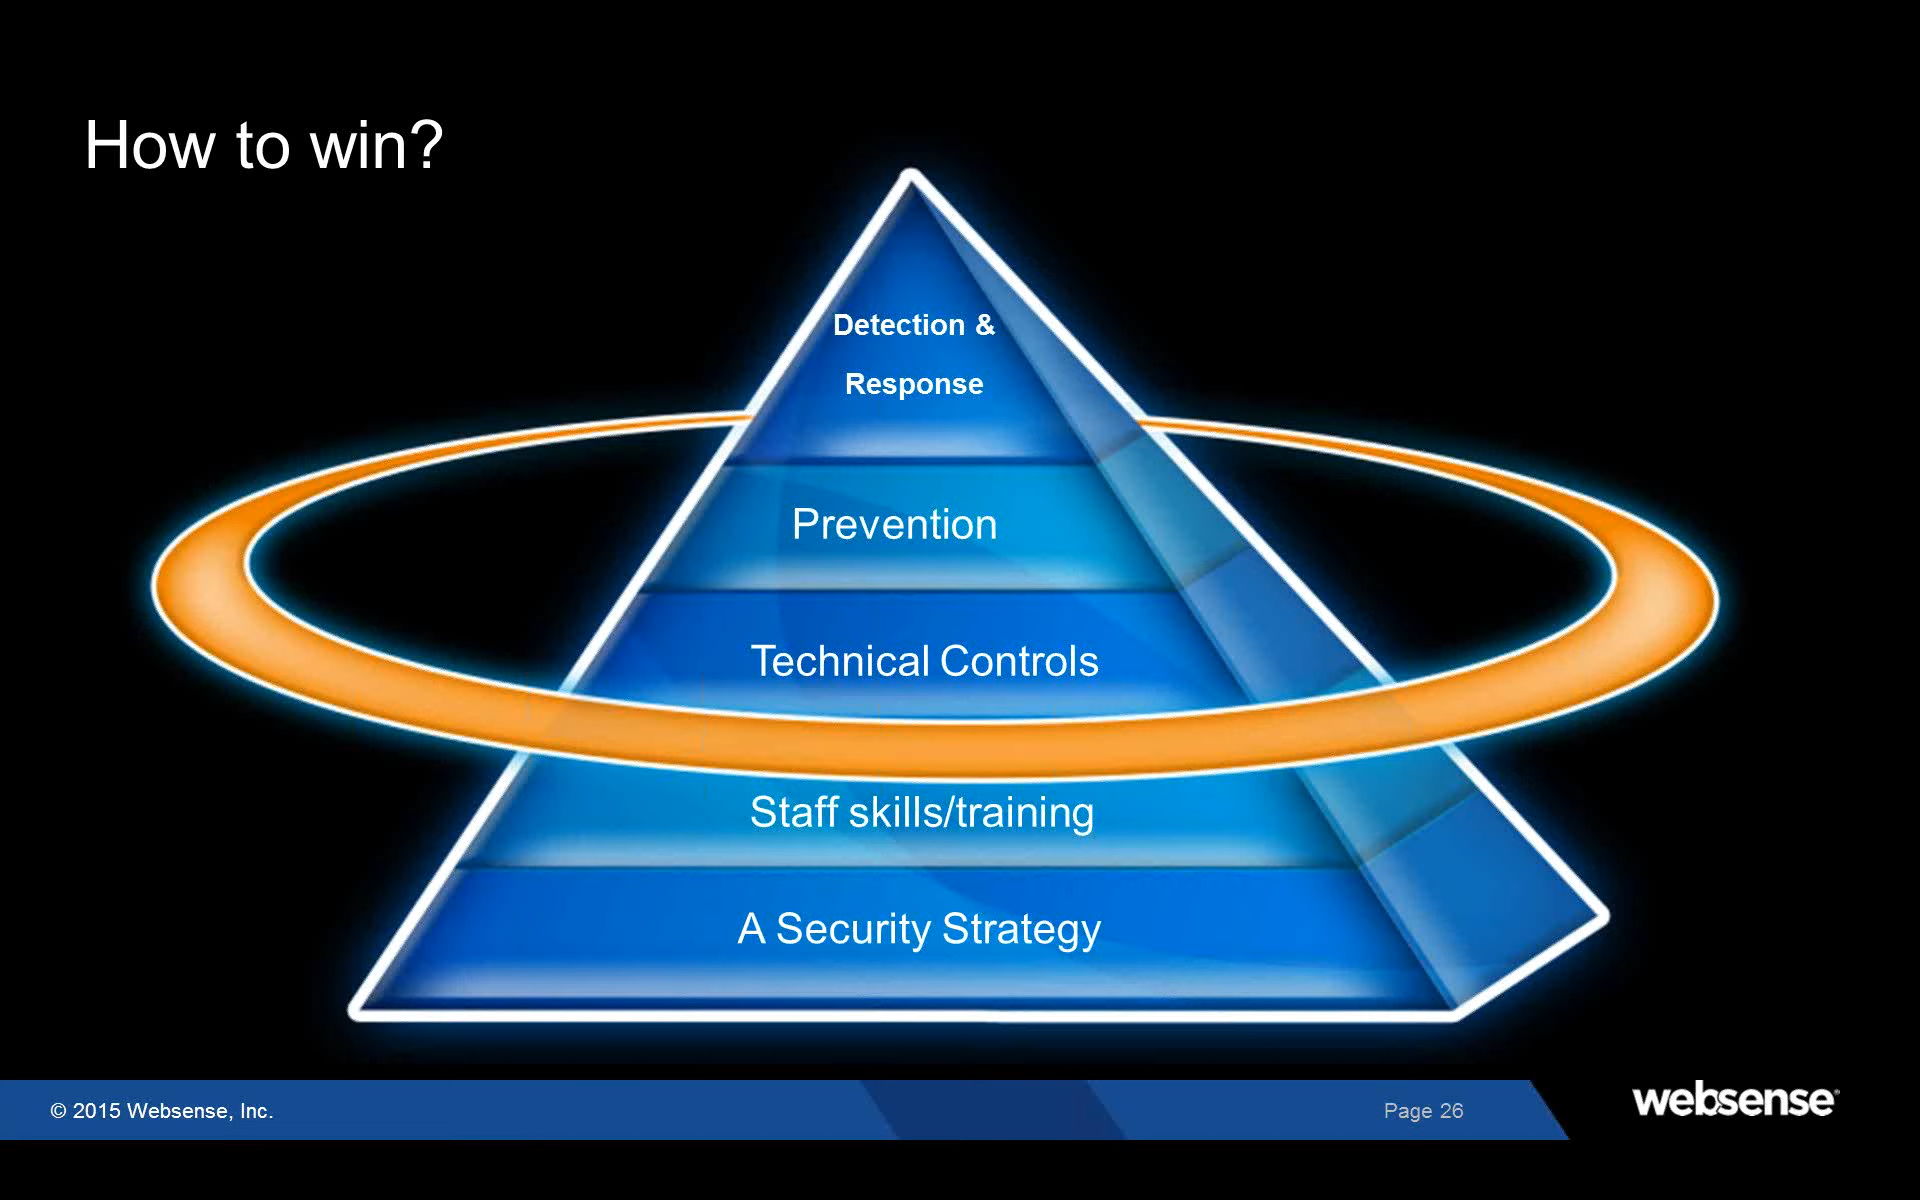 How to win?
Detection &
Response
Prevention
Technical Controls
Staff skills/training
A Security Strategy
© 2015 Websense, Inc.
Page 26
websense®